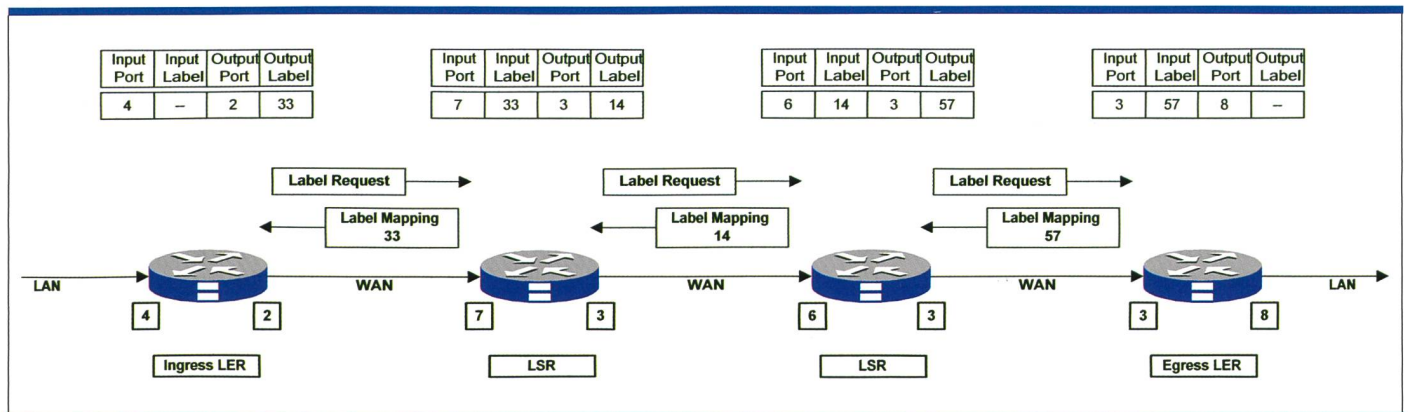 Input Port Input Label Output Port Output Label
4 -- 2 33
Input Port Input Label Output Port Output Label
7 33 3 14
Input Port Input Label Output Port Output Label
6 14 3 57
Input Port Input Label Output Port Output Label
3 57 8 --
Label Request
Label Request
Label Request
Label Mapping
33
Label Mapping
14
Label Mapping
57
LAN
WAN
WAN
WAN
LAN
4
2
7
3
6
3
3
8
Ingress LER
LSR
LSR
Egress LER